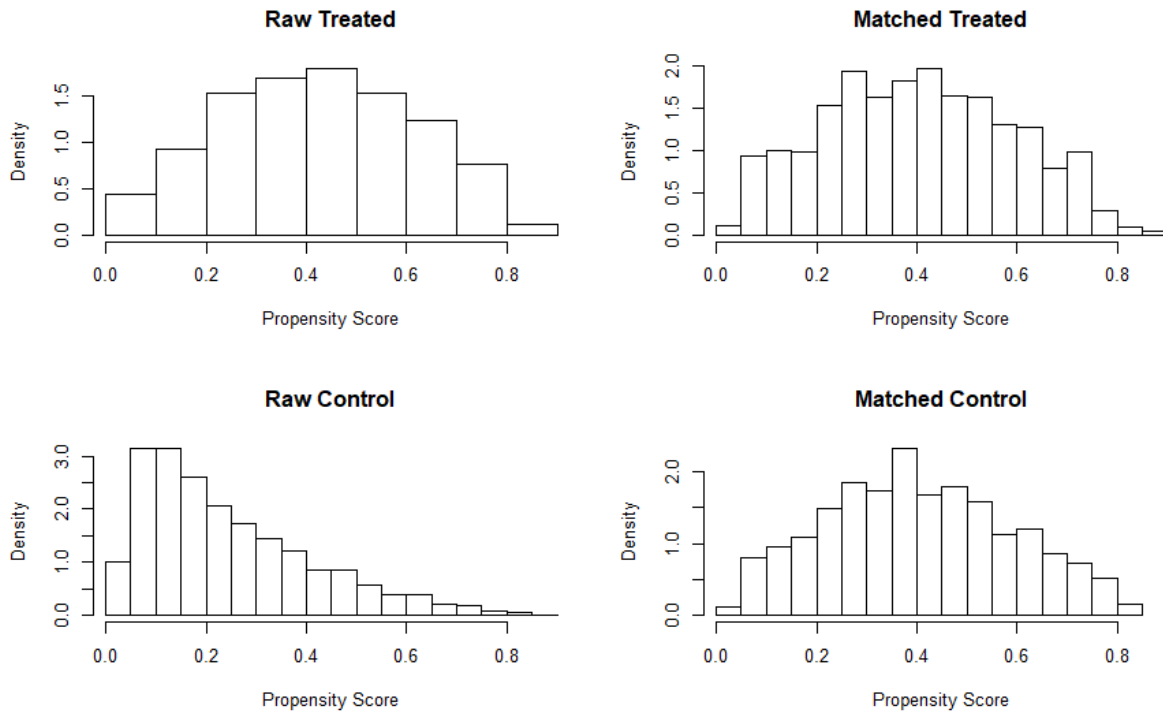 Raw Treated
Density
0.0 0.5 1.0 1.5
0.0 0.2 0.4 0.6 0.8
Propensity Score
Matched Treated
Density
0.0 0.5 1.0 1.5 2.0
0.0 0.2 0.4 0.6 0.8
Propensity Score
Raw Control
Density
0.0 1.0 2.0 3.0
0.0 0.2 0.4 0.6 0.8
Propensity Score
Matched Control
Density
0.0 1.0 2.0
0.0 0.2 0.4 0.6 0.8
Propensity Score